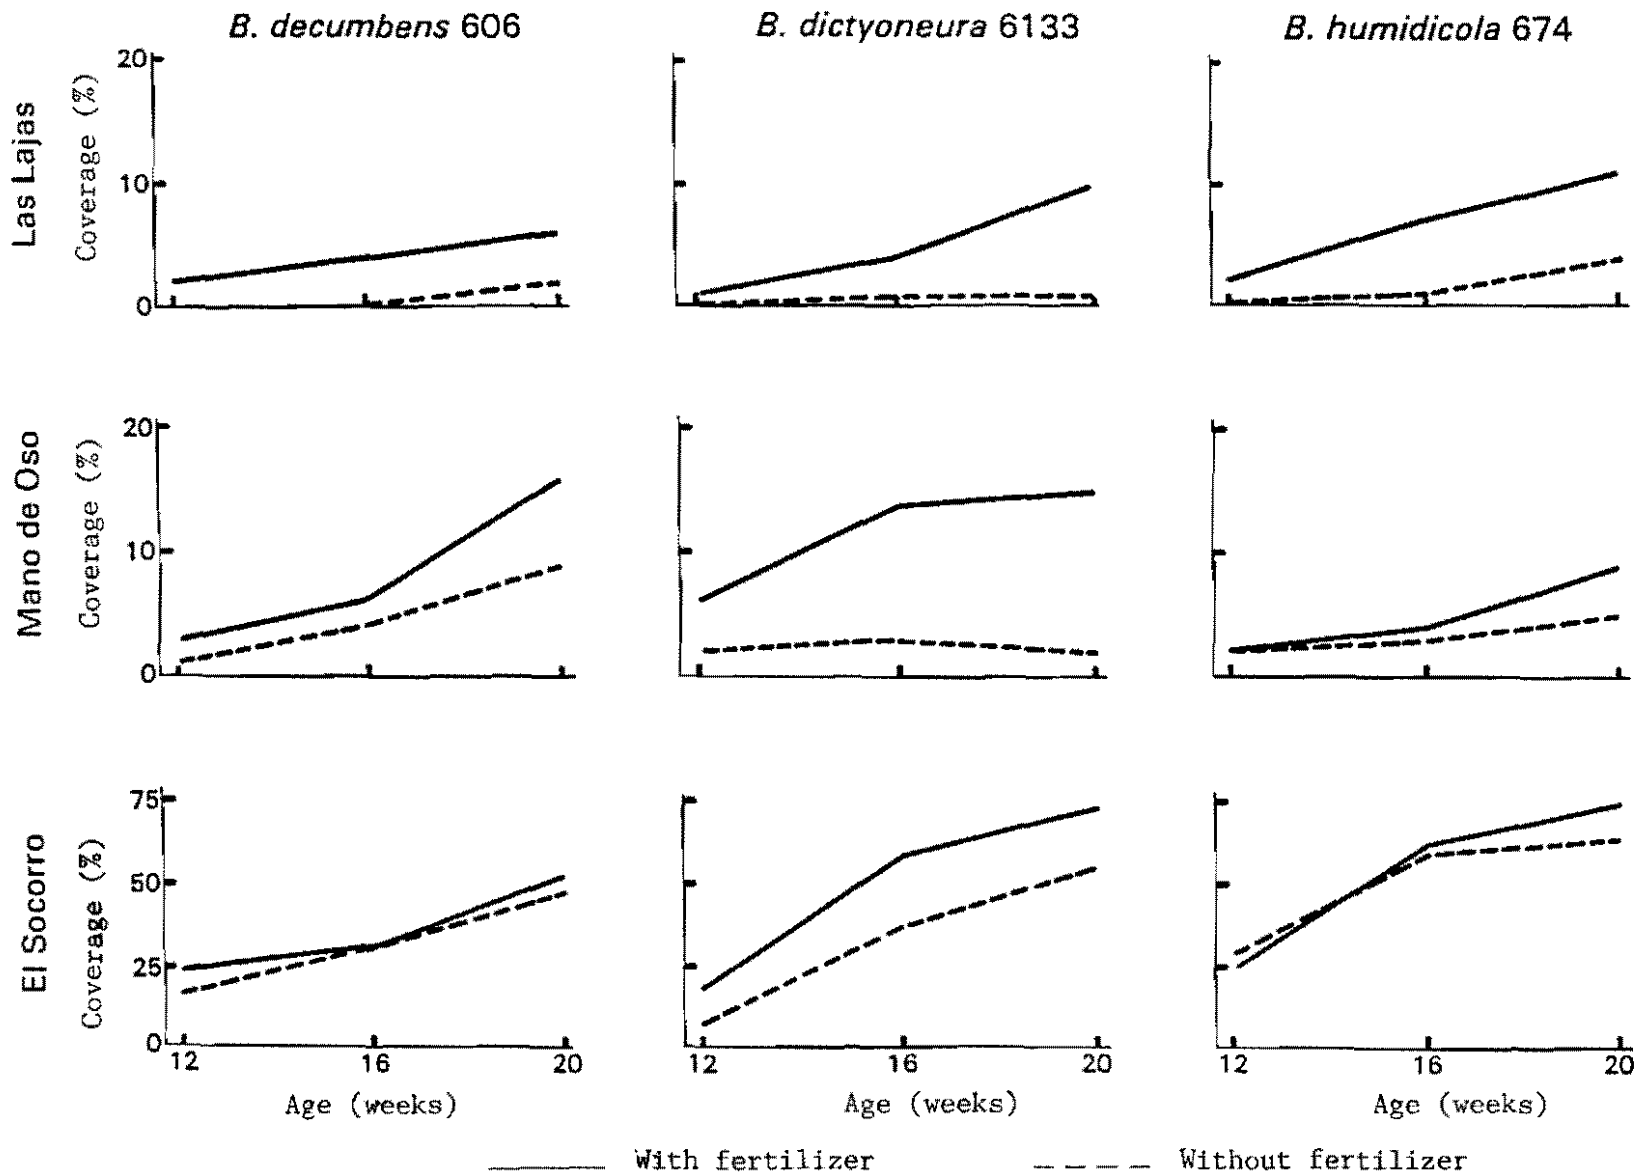 B. decumbens 606
B. dictyoneura 6133
B. humidicola 674
Las Lajas
Coverage (%)
20
10
0
Mano de Oso
Coverage (%)
20
10
0
El Socorro
Coverage (%)
75
50
25
0
12 16 20
12 16 20
12 16 20
Age (weeks)
Age (weeks)
Age (weeks)
With fertilizer
Without fertilizer